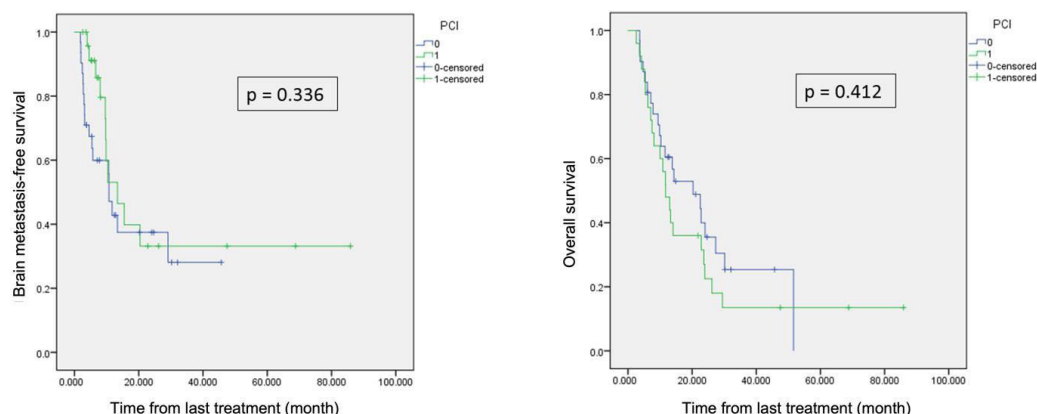 PCI
0
1
0-censored
1-censored
p = 0.336
Brain metastasis-free survival
1.0
0.8
0.6
0.4
0.2
0.0
0.000 20.000 40.000 60.000 80.000 100.000
Time from last treatment (month)
PCI
0
1
0-censored
1-censored
p = 0.412
Overall survival
1.0
0.8
0.6
0.4
0.2
0.0
0.000 20.000 40.000 60.000 80.000 100.000
Time from last treatment (month)